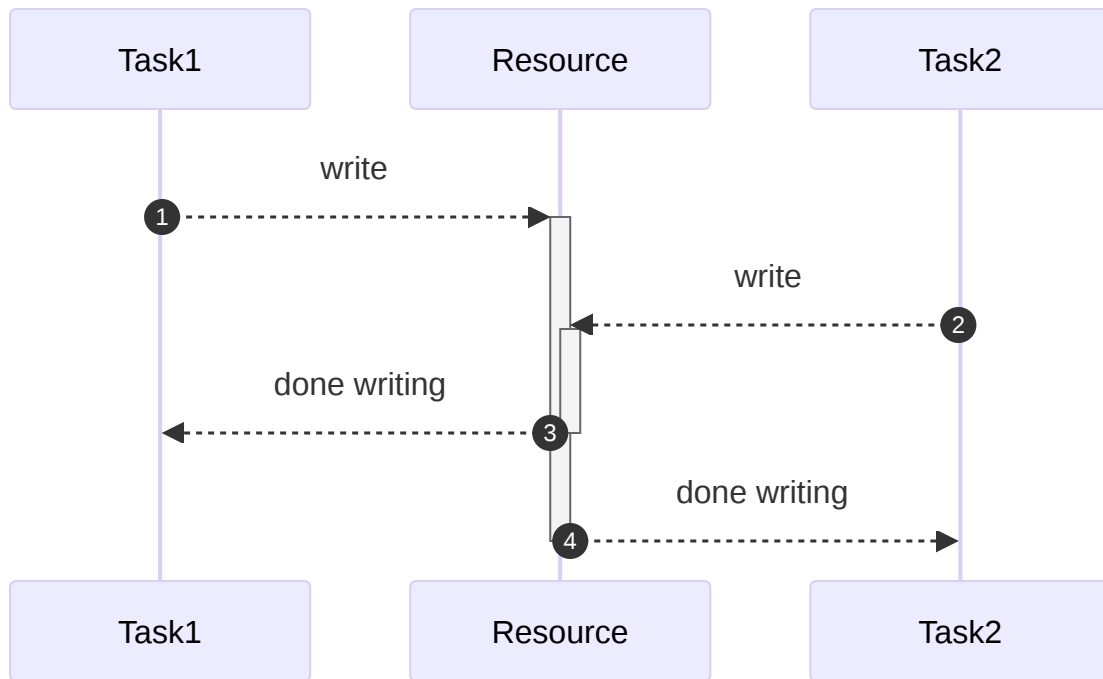 Task1
Resource
Task2
write
1
write
2
done writing
3
done writing
4
Task1
Resource
Task2